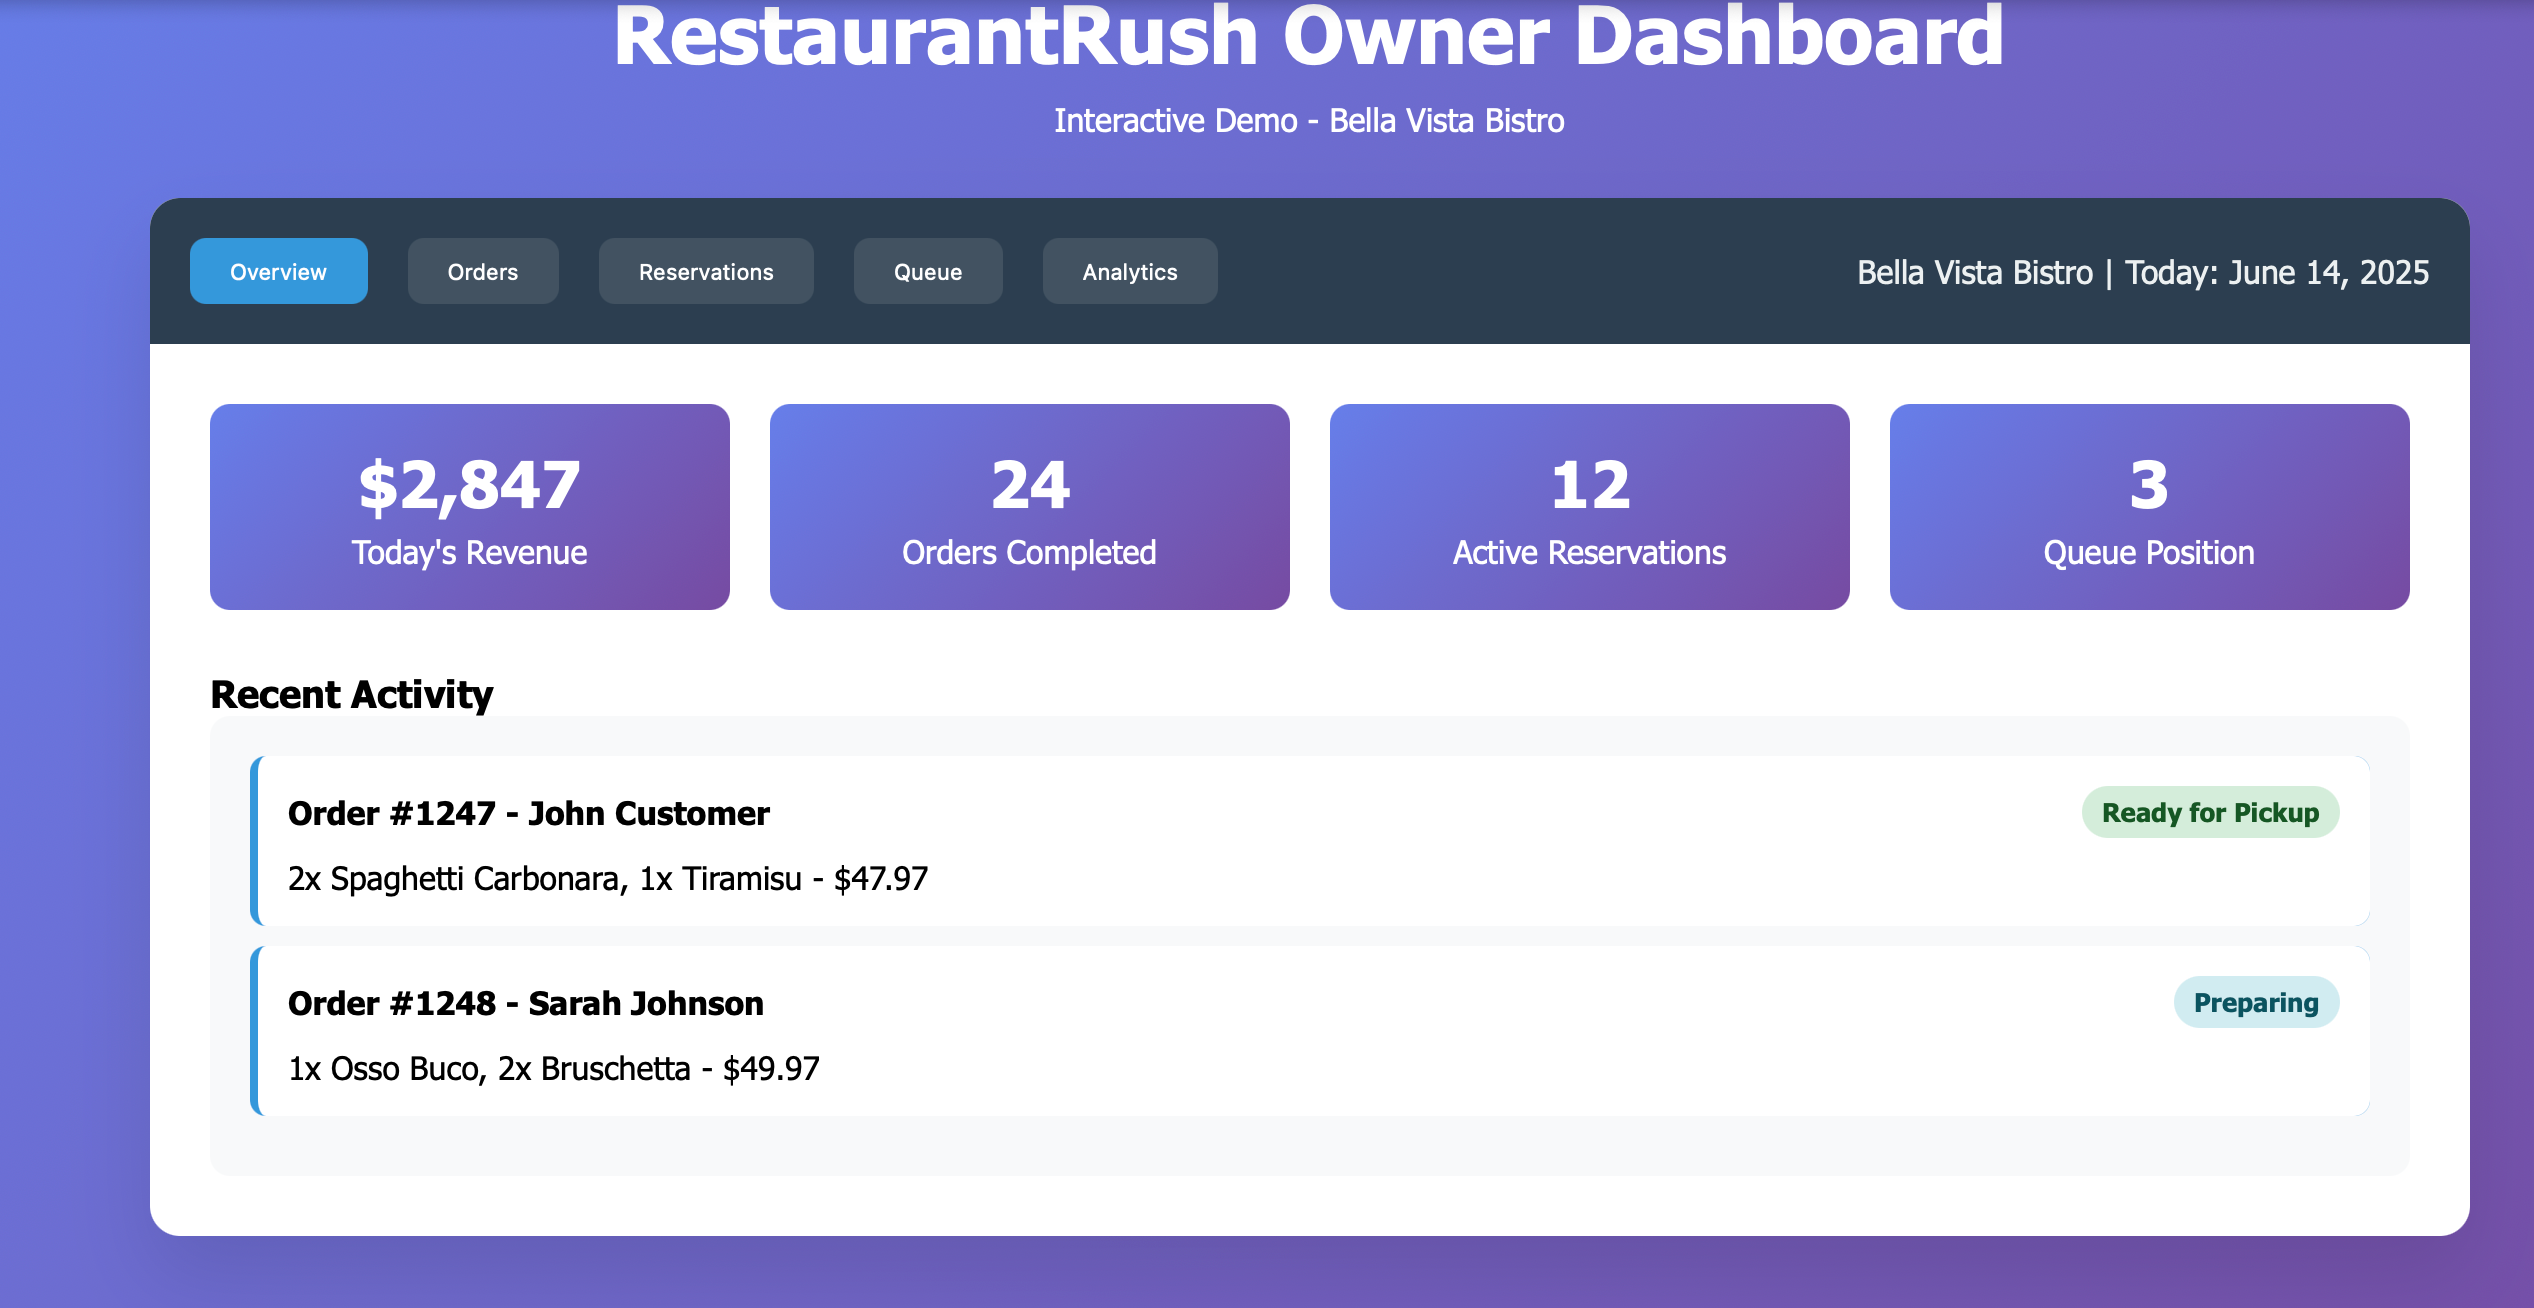 RestaurantRush Owner Dashboard
Interactive Demo - Bella Vista Bistro
Overview
Orders
Reservations
Queue
Analytics
Bella Vista Bistro | Today: June 14, 2025
$2,847
Today's Revenue
24
Orders Completed
12
Active Reservations
3
Queue Position
Recent Activity
Order #1247 - John Customer
Ready for Pickup
2x Spaghetti Carbonara, 1x Tiramisu - $47.97
Order #1248 - Sarah Johnson
Preparing
1x Osso Buco, 2x Bruschetta - $49.97